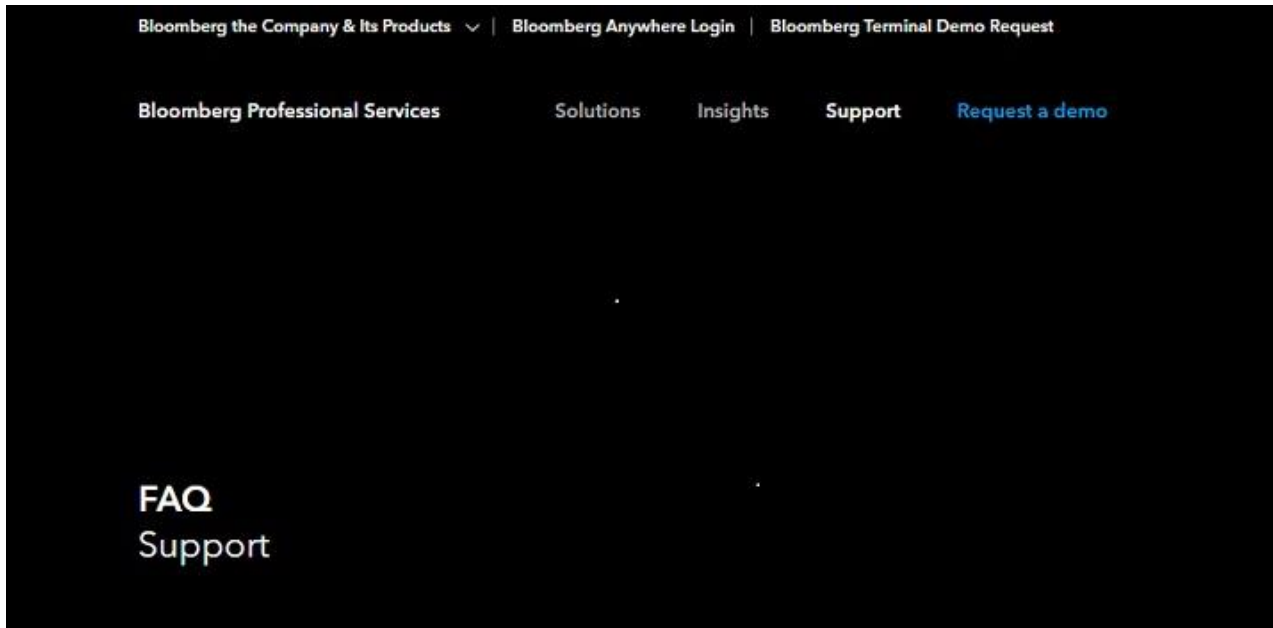 Bloomberg the Company & Its Products | Bloomberg Anywhere Login | Bloomberg Terminal Demo Request
Bloomberg Professional Services Solutions Insights Support Request a demo
FAQ
Support